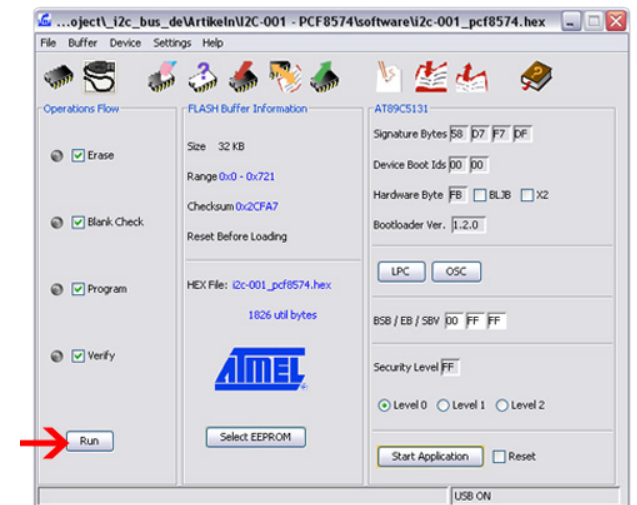 ...oject\_i2c_bus_de\Artikeln\I2C-001 - PCF8574\software\i2c-001_pcf8574.hex
File Buffer Device Settings Help
Operations Flow
Erase
Blank Check
Program
Verify
Run
FLASH Buffer Information
Size 32 KB
Range 0x0 - 0x721
Checksum 0x2CFA7
Reset Before Loading
HEX File: i2c-001_pcf8574.hex
1826 util bytes
ATMEL
Select EEPROM
AT89C5131
Signature Bytes 58 D7 F7 DF
Device Boot Ids 00 00
Hardware Byte FB BLJB X2
Bootloader Ver. 1.2.0
LPC OSC
BSB / EB / SBV 00 FF FF
Security Level FF
Level 0 Level 1 Level 2
Start Application Reset
USB ON